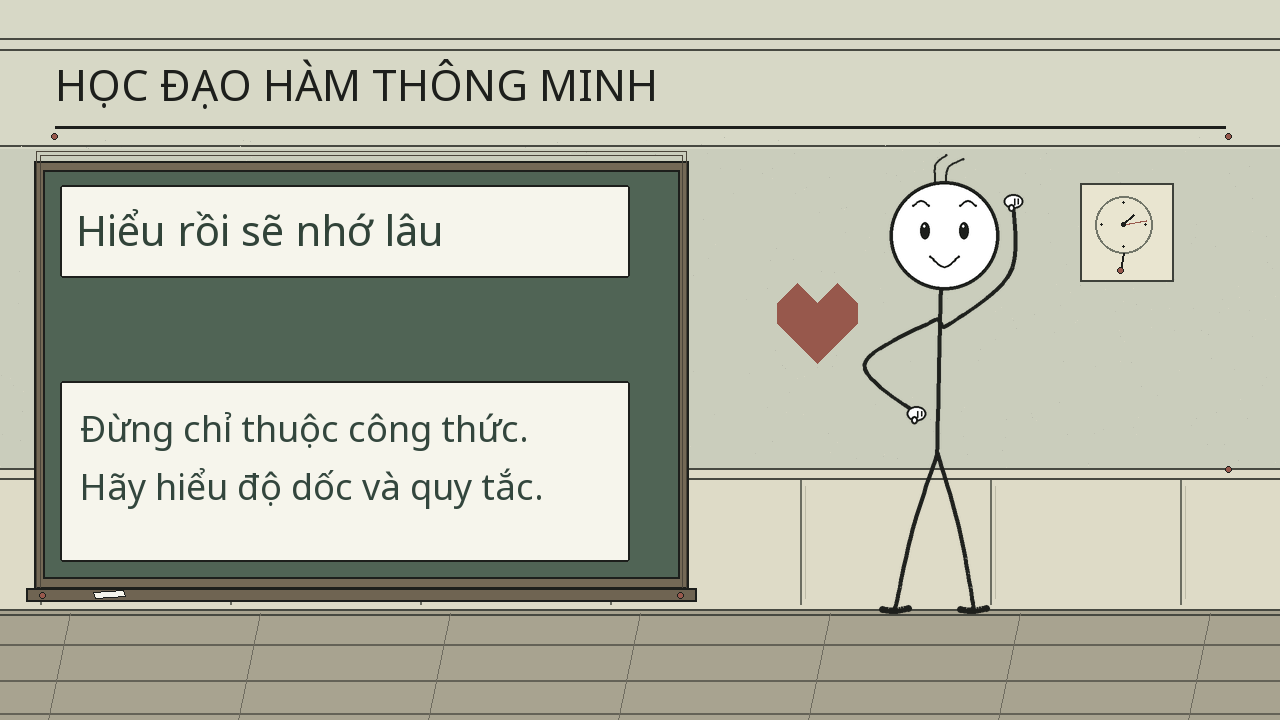 HỌC ĐẠO HÀM THÔNG MINH
Hiểu rồi sẽ nhớ lâu
Đừng chỉ thuộc công thức.
Hãy hiểu độ dốc và quy tắc.